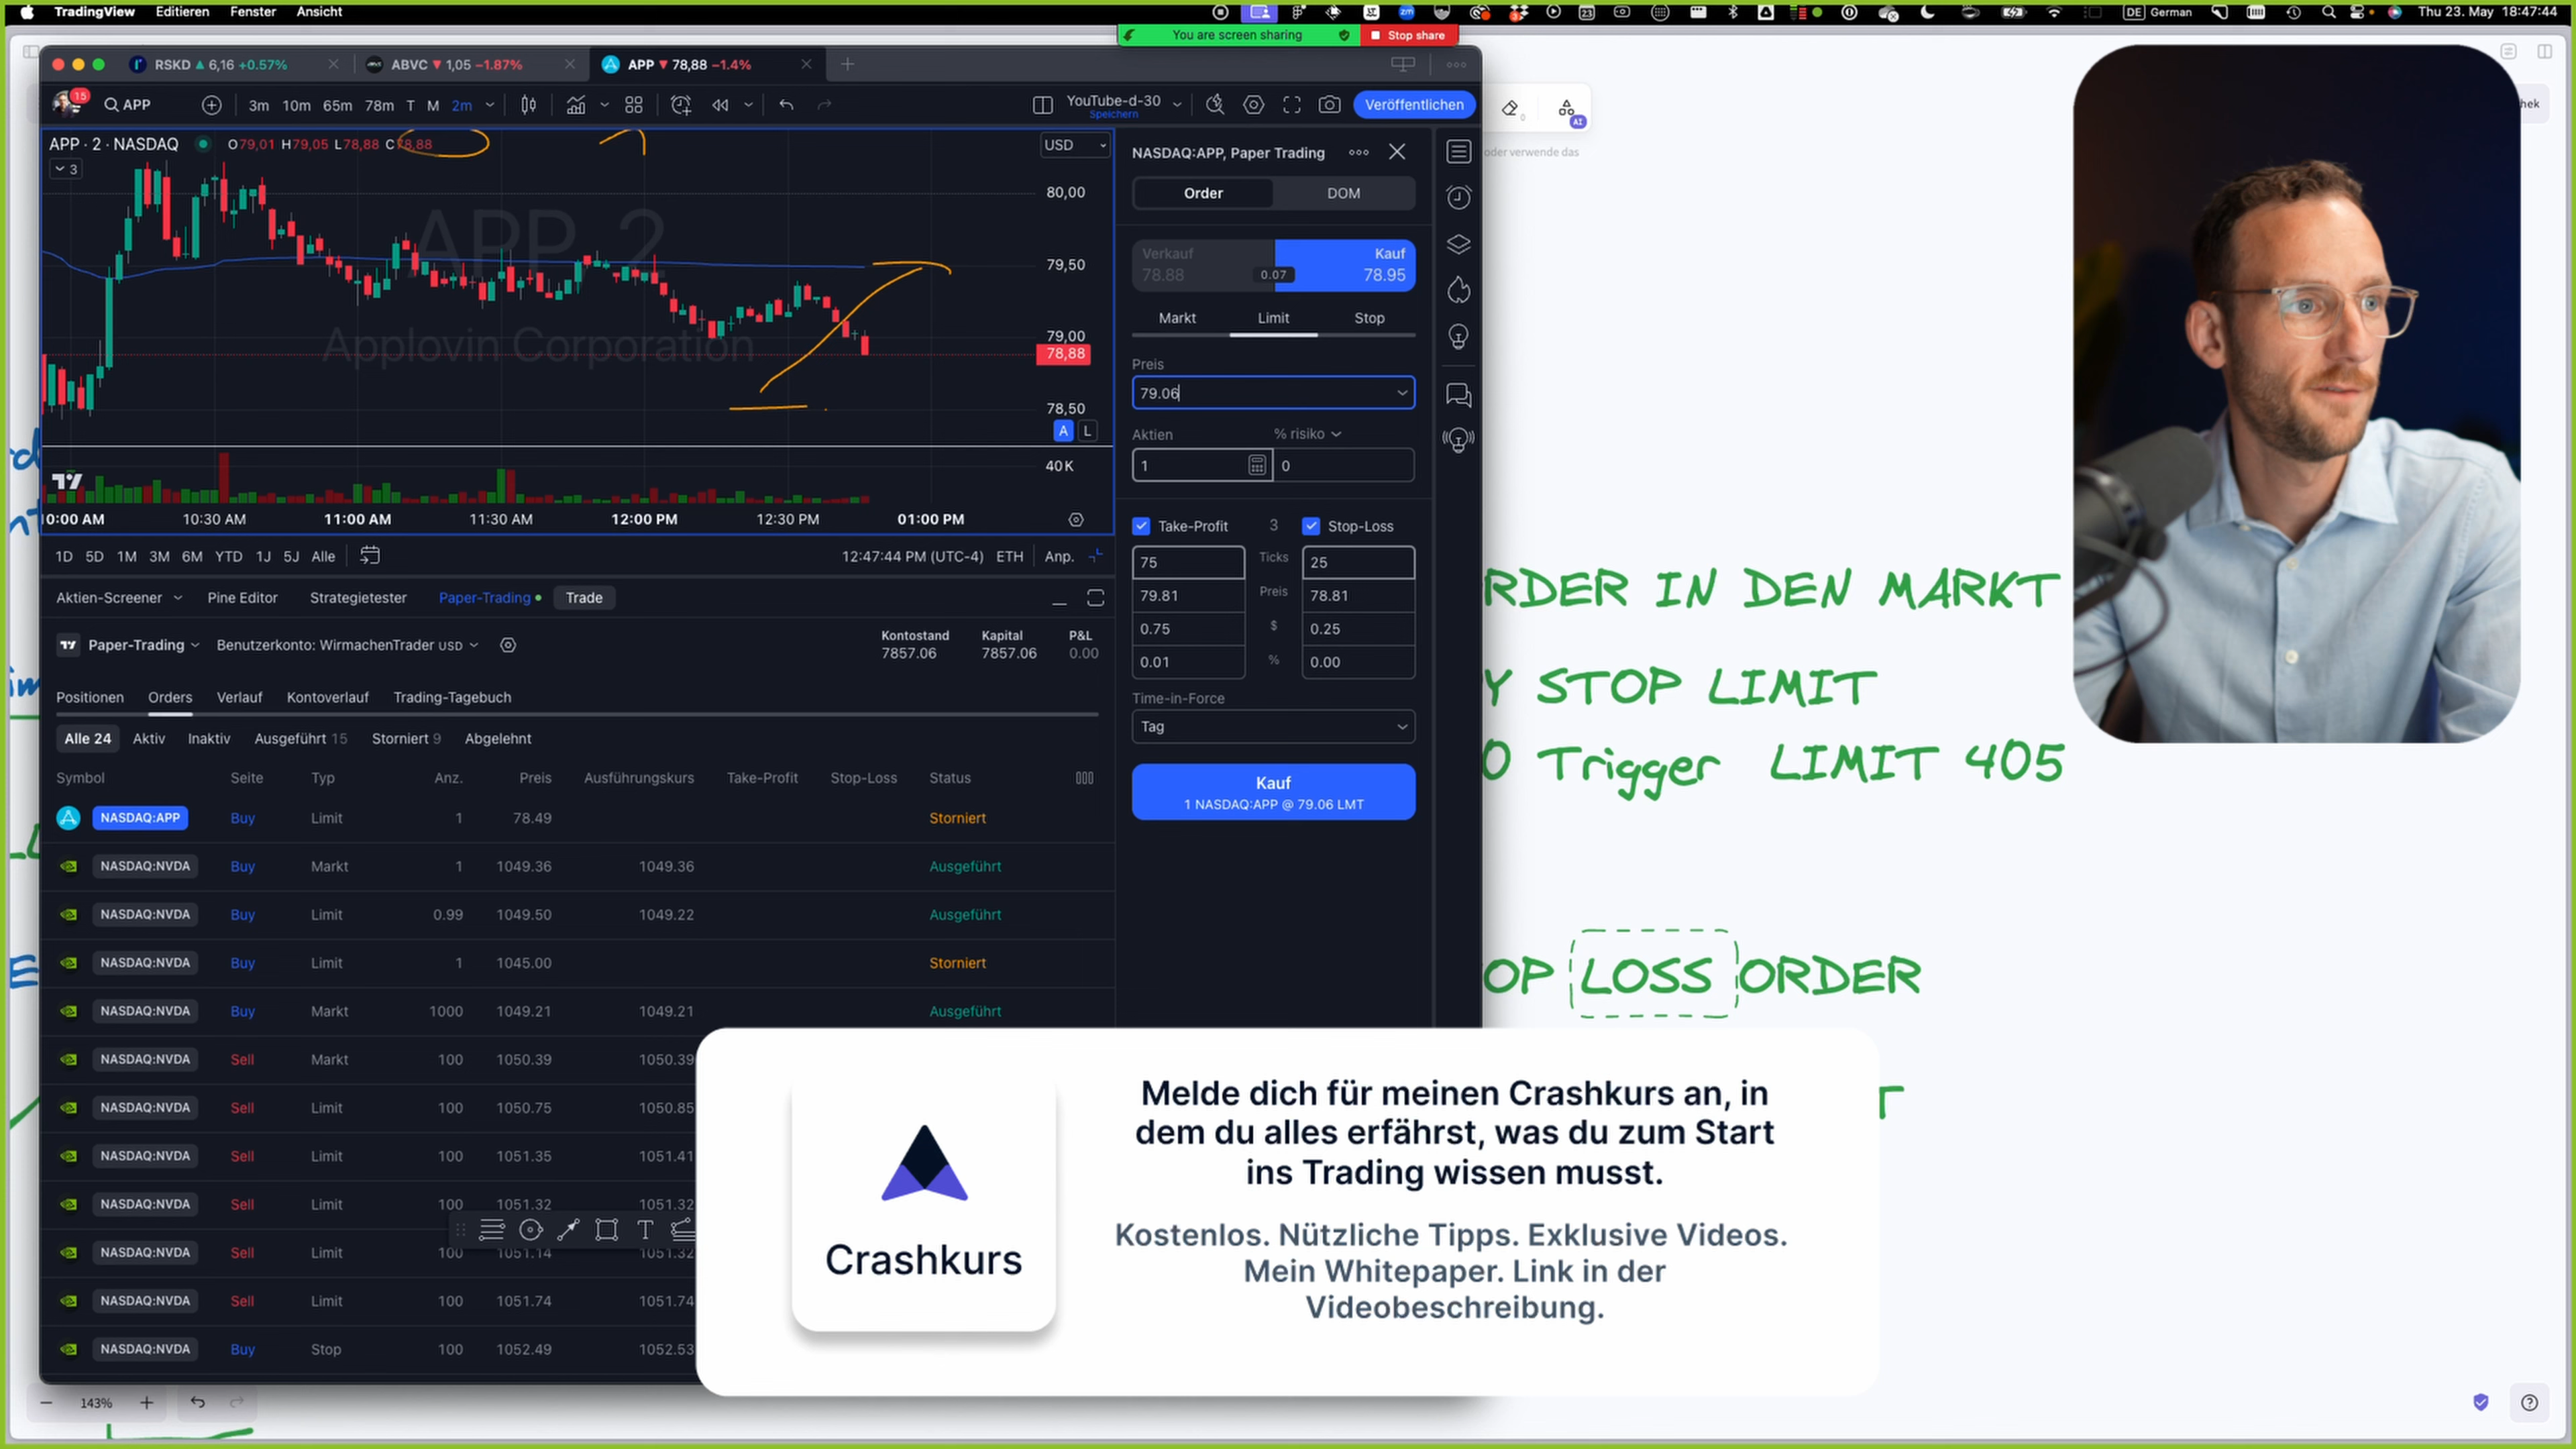 TradingView Editieren Fenster Ansicht
DE German Thu 23. May 18:47:44
You are screen sharing Stop share
RSKD 6,16 +0.57% ABVC 1,05 −1.87% APP 78,88 −1.4%
15 APP 3m 10m 65m 78m T M 2m YouTube-d-30 Speichern Veröffentlichen
APP · 2 · NASDAQ O79,01 H79,05 L78,88 C78,88 USD
3
APP, 2
Applovin Corporation
80,00
79,50
79,00
78,88
78,50
A L
40 K
10:30 AM 11:00 AM 11:30 AM 12:00 PM 12:30 PM 01:00 PM
1D 5D 1M 3M 6M YTD 1J 5J Alle 12:47:44 PM (UTC-4) ETH Anp.
NASDAQ:APP, Paper Trading
Order DOM
Verkauf Kauf
78.88 0.07 78.95
Markt Limit Stop
Preis
79.06
Aktien % risiko
1 0
Take-Profit 3 Stop-Loss
75 Ticks 25
79.81 Preis 78.81
0.75 $ 0.25
0.01 % 0.00
Time-in-Force
Tag
Kauf
1 NASDAQ:APP @ 79.06 LMT
Aktien-Screener Pine Editor Strategietester Paper-Trading Trade
Paper-Trading Benutzerkonto: WirmachenTrader USD
Kontostand Kapital P&L
7857.06 7857.06 0.00
Positionen Orders Verlauf Kontoverlauf Trading-Tagebuch
Alle 24 Aktiv Inaktiv Ausgeführt 15 Storniert 9 Abgelehnt
Symbol Seite Typ Anz. Preis Ausführungskurs Take-Profit Stop-Loss Status
NASDAQ:APP Buy Limit 1 78.49 Storniert
NASDAQ:NVDA Buy Markt 1 1049.36 1049.36 Ausgeführt
NASDAQ:NVDA Buy Limit 0.99 1049.50 1049.22 Ausgeführt
NASDAQ:NVDA Buy Limit 1 1045.00 Storniert
NASDAQ:NVDA Buy Markt 1000 1049.21 1049.21 Ausgeführt
NASDAQ:NVDA Sell Markt 100 1050.39 1050.39
NASDAQ:NVDA Sell Limit 100 1050.75 1050.85
NASDAQ:NVDA Sell Limit 100 1051.35 1051.41
NASDAQ:NVDA Sell Limit 100 1051.32 1051.32
NASDAQ:NVDA Sell Limit 100 1051.14 1051.32
NASDAQ:NVDA Sell Limit 100 1051.74 1051.74
NASDAQ:NVDA Buy Stop 100 1052.49 1052.53
143%
oder verwende das
AI
RDER IN DEN MARKT
Y STOP LIMIT
0 Trigger LIMIT 405
OP LOSS ORDER
T
Crashkurs
Melde dich für meinen Crashkurs an, in
dem du alles erfährst, was du zum Start
ins Trading wissen musst.
Kostenlos. Nützliche Tipps. Exklusive Videos.
Mein Whitepaper. Link in der
Videobeschreibung.